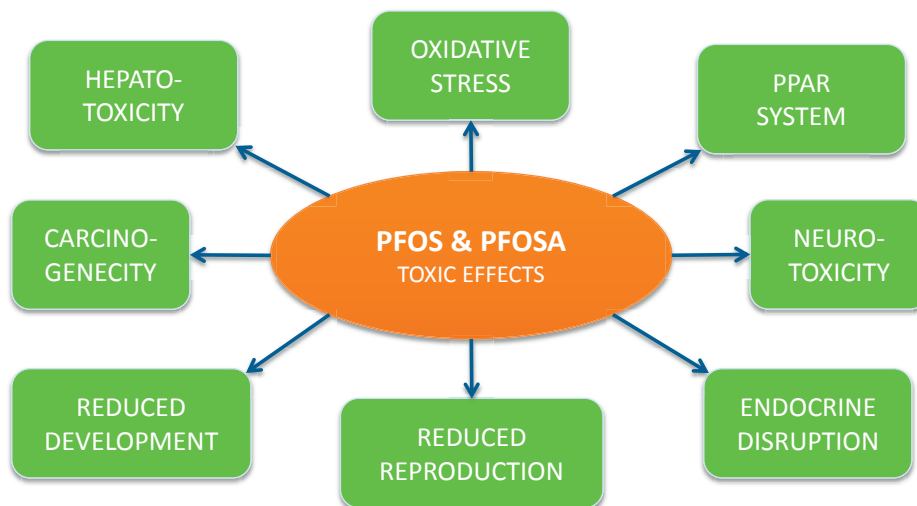 OXIDATIVE
STRESS
HEPATO-
TOXICITY
PPAR
SYSTEM
CARCINO-
GENECITY
PFOS & PFOSA
TOXIC EFFECTS
NEURO-
TOXICITY
REDUCED
DEVELOPMENT
REDUCED
REPRODUCTION
ENDOCRINE
DISRUPTION